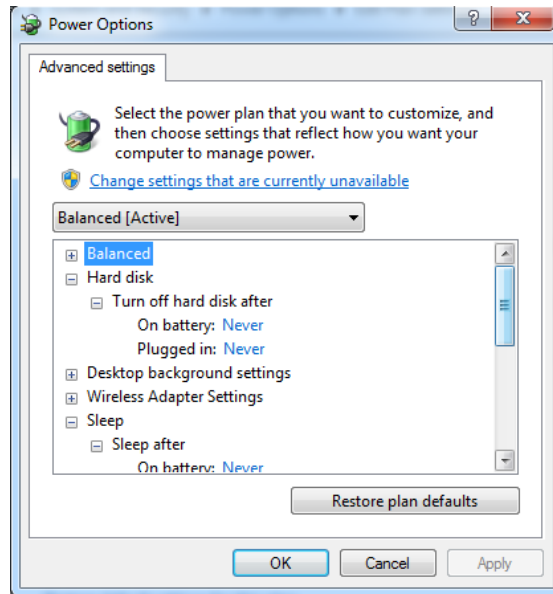 Power Options
Advanced settings
Select the power plan that you want to customize, and
then choose settings that reflect how you want your
computer to manage power.
Change settings that are currently unavailable
Balanced [Active]
Balanced
Hard disk
Turn off hard disk after
On battery: Never
Plugged in: Never
Desktop background settings
Wireless Adapter Settings
Sleep
Sleep after
On battery: Never
Restore plan defaults
OK Cancel Apply